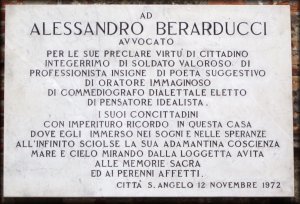 AD
ALESSANDRO BERARDUCCI
AVVOCATO
PER LE SUE PRECLARE VIRTÙ DI CITTADINO
INTEGERRIMO DI SOLDATO VALOROSO DI
PROFESSIONISTA INSIGNE DI POETA SUGGESTIVO
DI ORATORE IMMAGINOSO
DI COMMEDIOGRAFO DIALETTALE ELETTO
DI PENSATORE IDEALISTA.
I SUOI CONCITTADINI
CON IMPERITURO RICORDO IN QUESTA CASA
DOVE EGLI IMMERSO NEI SOGNI E NELLE SPERANZE
ALL'INFINITO SCIOLSE LA SUA ADAMANTINA COSCIENZA
MARE E CIELO MIRANDO DALLA LOGGETTA AVITA
ALLE MEMORIE SACRA
ED AI PERENNI AFFETTI.
CITTÀ S. ANGELO 12 NOVEMBRE 1972